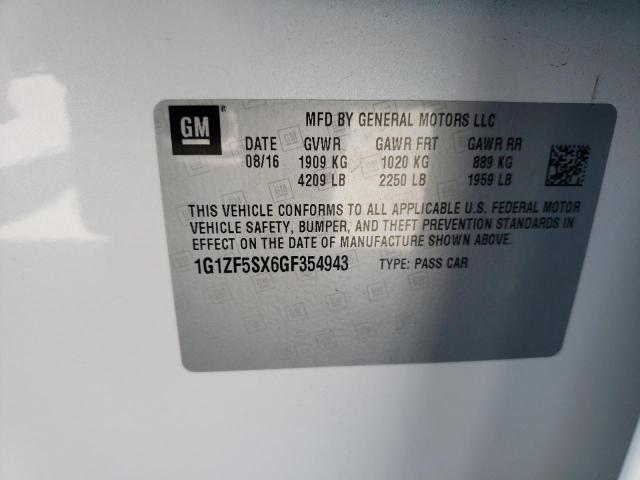 GM ®
MFD BY GENERAL MOTORS LLC
DATE GVWR GAWR FRT GAWR RR
08/16 1909 KG 1020 KG 889 KG
4209 LB 2250 LB 1959 LB
THIS VEHICLE CONFORMS TO ALL APPLICABLE U.S. FEDERAL MOTOR
VEHICLE SAFETY, BUMPER, AND THEFT PREVENTION STANDARDS IN
EFFECT ON THE DATE OF MANUFACTURE SHOWN ABOVE.
1G1ZF5SX6GF354943 TYPE: PASS CAR